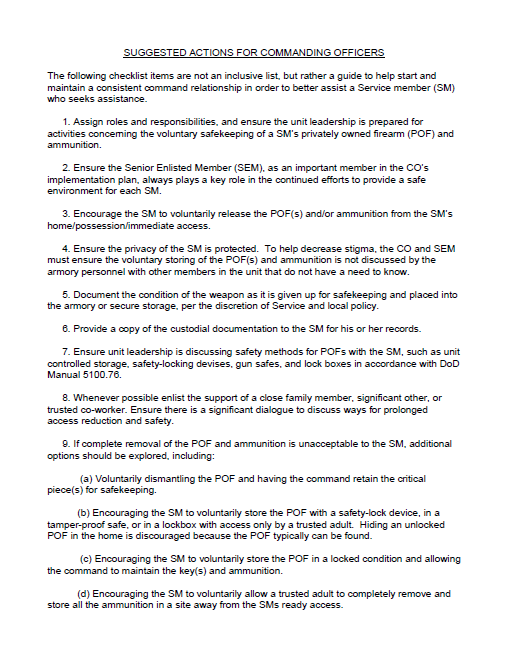 SUGGESTED ACTIONS FOR COMMANDING OFFICERS
The following checklist items are not an inclusive list, but rather a guide to help start and
maintain a consistent command relationship in order to better assist a Service member (SM)
who seeks assistance.
1. Assign roles and responsibilities, and ensure the unit leadership is prepared for
activities concerning the voluntary safekeeping of a SM's privately owned firearm (POF) and
ammunition.
2. Ensure the Senior Enlisted Member (SEM), as an important member in the CO's
implementation plan, always plays a key role in the continued efforts to provide a safe
environment for each SM.
3. Encourage the SM to voluntarily release the POF(s) and/or ammunition from the SM's
home/possession/immediate access.
4. Ensure the privacy of the SM is protected. To help decrease stigma, the CO and SEM
must ensure the voluntary storing of the POF(s) and ammunition is not discussed by the
armory personnel with other members in the unit that do not have a need to know.
5. Document the condition of the weapon as it is given up for safekeeping and placed into
the armory or secure storage, per the discretion of Service and local policy.
6. Provide a copy of the custodial documentation to the SM for his or her records.
7. Ensure unit leadership is discussing safety methods for POFs with the SM, such as unit
controlled storage, safety-locking devises, gun safes, and lock boxes in accordance with DoD
Manual 5100.76.
8. Whenever possible enlist the support of a close family member, significant other, or
trusted co-worker. Ensure there is a significant dialogue to discuss ways for prolonged
access reduction and safety.
9. If complete removal of the POF and ammunition is unacceptable to the SM, additional
options should be explored, including:
(a) Voluntarily dismantling the POF and having the command retain the critical
piece(s) for safekeeping.
(b) Encouraging the SM to voluntarily store the POF with a safety-lock device, in a
tamper-proof safe, or in a lockbox with access only by a trusted adult. Hiding an unlocked
POF in the home is discouraged because the POF typically can be found.
(c) Encouraging the SM to voluntarily store the POF in a locked condition and allowing
the command to maintain the key(s) and ammunition.
(d) Encouraging the SM to voluntarily allow a trusted adult to completely remove and
store all the ammunition in a site away from the SMs ready access.